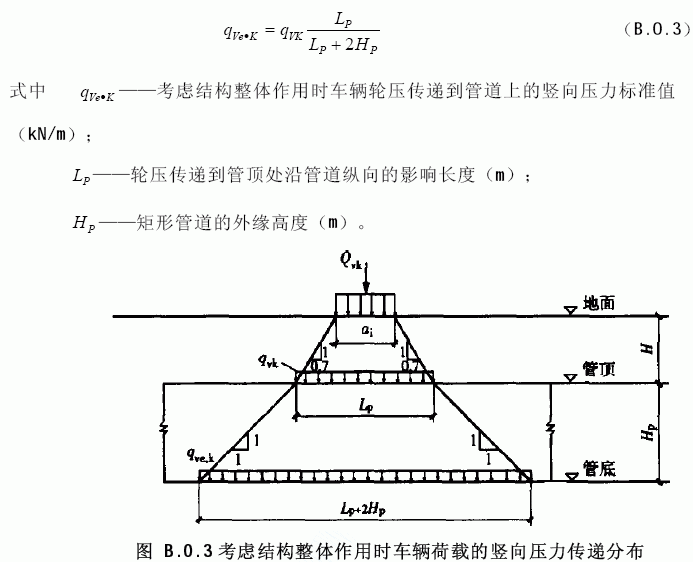 q_{Ve•K} = q_{VK} \frac{L_P}{L_P + 2H_P} （B.0.3）
式中 q_{Ve•K}——考虑结构整体作用时车辆轮压传递到管道上的竖向压力标准值
（kN/m）；
L_P——轮压传递到管顶处沿管道纵向的影响长度（m）；
H_P——矩形管道的外缘高度（m）。
Q_{vk}
地面
a_i
1 1
0.7 0.7
H
q_{vk}
管顶
L_p
H_p
1 1
1 1
q_{ve,k}
管底
L_p+2H_p
图 B.0.3 考虑结构整体作用时车辆荷载的竖向压力传递分布